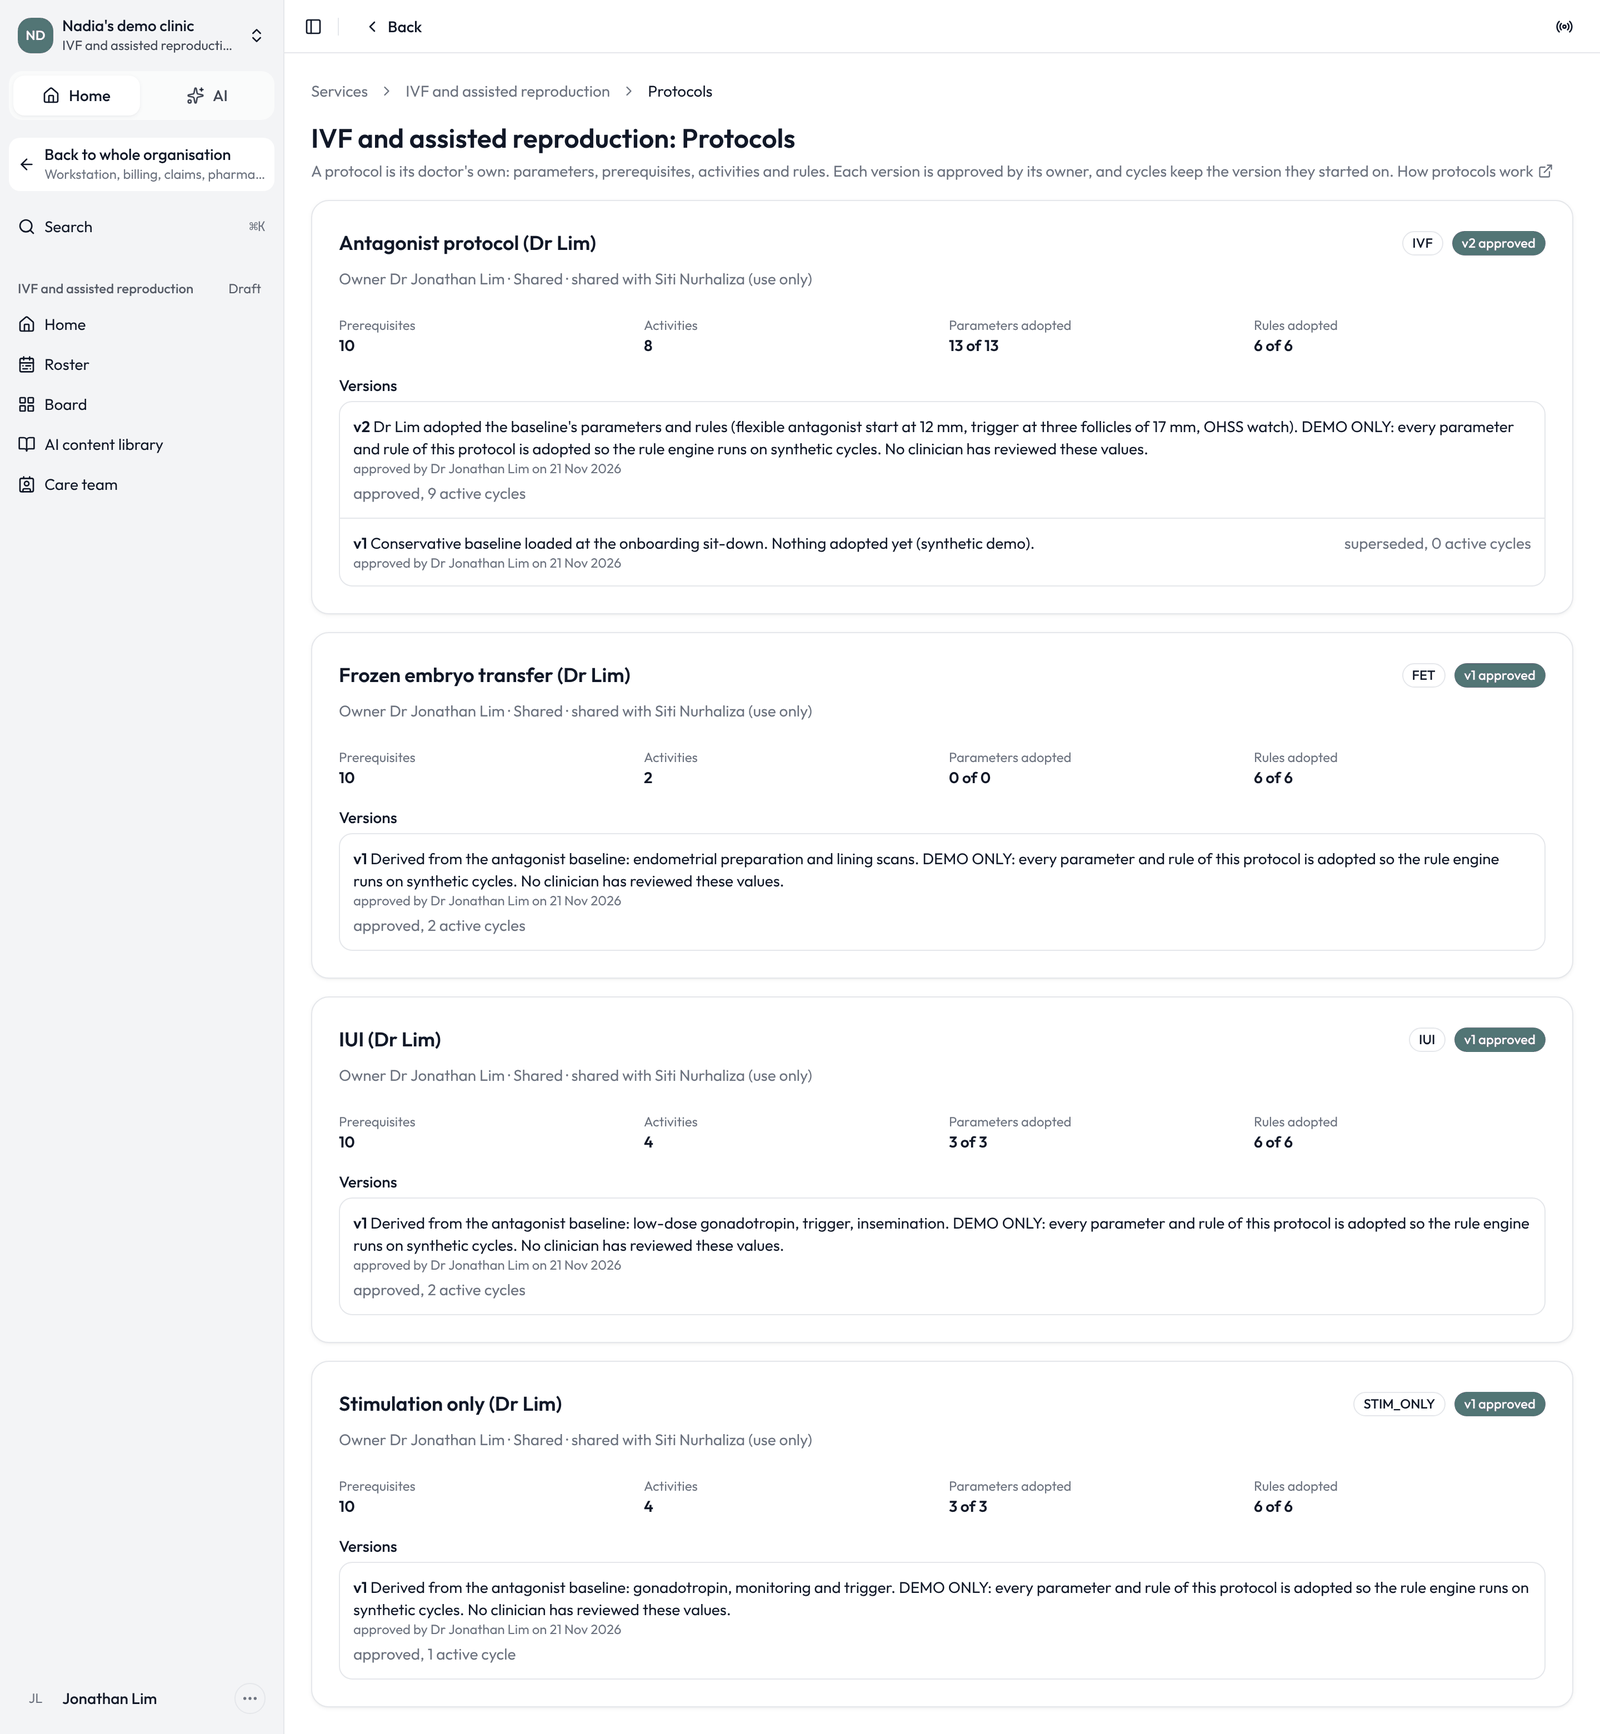 ND
Nadia's demo clinic
IVF and assisted reproducti...
Home
AI
Back to whole organisation
Workstation, billing, claims, pharma...
Search
⌘K
IVF and assisted reproduction
Draft
Home
Roster
Board
AI content library
Care team
JL
Jonathan Lim
Back
Services
IVF and assisted reproduction
Protocols
IVF and assisted reproduction: Protocols
A protocol is its doctor's own: parameters, prerequisites, activities and rules. Each version is approved by its owner, and cycles keep the version they started on. How protocols work
Antagonist protocol (Dr Lim)
IVF
v2 approved
Owner Dr Jonathan Lim · Shared · shared with Siti Nurhaliza (use only)
Prerequisites
10
Activities
8
Parameters adopted
13 of 13
Rules adopted
6 of 6
Versions
v2 Dr Lim adopted the baseline's parameters and rules (flexible antagonist start at 12 mm, trigger at three follicles of 17 mm, OHSS watch). DEMO ONLY: every parameter
and rule of this protocol is adopted so the rule engine runs on synthetic cycles. No clinician has reviewed these values.
approved by Dr Jonathan Lim on 21 Nov 2026
approved, 9 active cycles
v1 Conservative baseline loaded at the onboarding sit-down. Nothing adopted yet (synthetic demo).
superseded, 0 active cycles
approved by Dr Jonathan Lim on 21 Nov 2026
Frozen embryo transfer (Dr Lim)
FET
v1 approved
Owner Dr Jonathan Lim · Shared · shared with Siti Nurhaliza (use only)
Prerequisites
10
Activities
2
Parameters adopted
0 of 0
Rules adopted
6 of 6
Versions
v1 Derived from the antagonist baseline: endometrial preparation and lining scans. DEMO ONLY: every parameter and rule of this protocol is adopted so the rule engine
runs on synthetic cycles. No clinician has reviewed these values.
approved by Dr Jonathan Lim on 21 Nov 2026
approved, 2 active cycles
IUI (Dr Lim)
IUI
v1 approved
Owner Dr Jonathan Lim · Shared · shared with Siti Nurhaliza (use only)
Prerequisites
10
Activities
4
Parameters adopted
3 of 3
Rules adopted
6 of 6
Versions
v1 Derived from the antagonist baseline: low-dose gonadotropin, trigger, insemination. DEMO ONLY: every parameter and rule of this protocol is adopted so the rule engine
runs on synthetic cycles. No clinician has reviewed these values.
approved by Dr Jonathan Lim on 21 Nov 2026
approved, 2 active cycles
Stimulation only (Dr Lim)
STIM_ONLY
v1 approved
Owner Dr Jonathan Lim · Shared · shared with Siti Nurhaliza (use only)
Prerequisites
10
Activities
4
Parameters adopted
3 of 3
Rules adopted
6 of 6
Versions
v1 Derived from the antagonist baseline: gonadotropin, monitoring and trigger. DEMO ONLY: every parameter and rule of this protocol is adopted so the rule engine runs on
synthetic cycles. No clinician has reviewed these values.
approved by Dr Jonathan Lim on 21 Nov 2026
approved, 1 active cycle